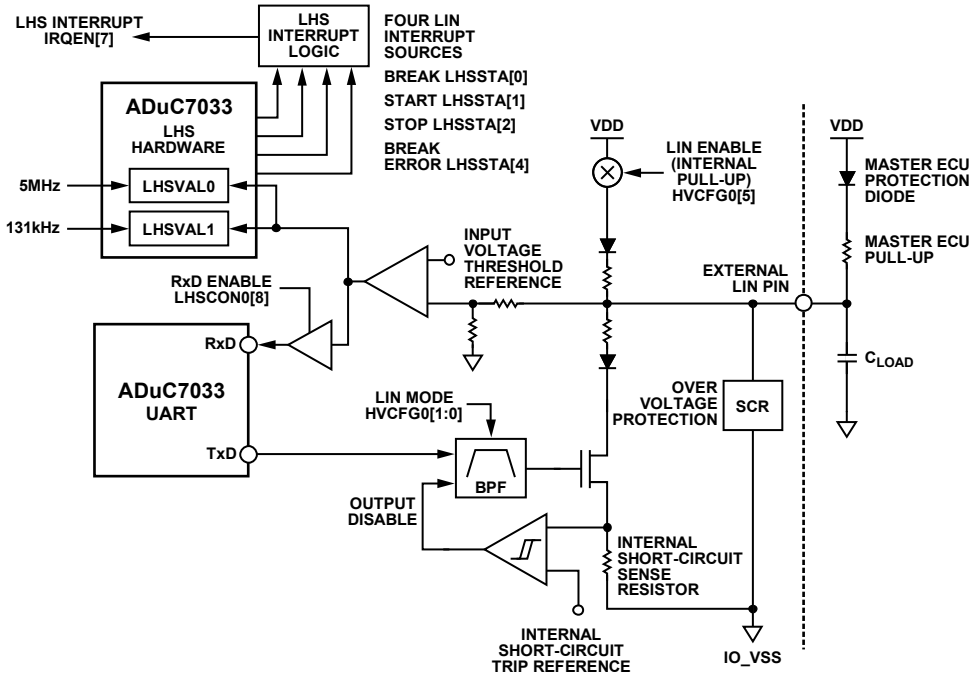 LHS INTERRUPT
IRQEN[7]
LHS
INTERRUPT
LOGIC
FOUR LIN
INTERRUPT
SOURCES
BREAK LHSSTA[0]
START LHSSTA[1]
STOP LHSSTA[2]
BREAK
ERROR LHSSTA[4]
ADuC7033
LHS
HARDWARE
5MHz
LHSVAL0
131kHz
LHSVAL1
VDD
LIN ENABLE
(INTERNAL
PULL-UP)
HVCFG0[5]
VDD
MASTER ECU
PROTECTION
DIODE
MASTER ECU
PULL-UP
INPUT
VOLTAGE
THRESHOLD
REFERENCE
EXTERNAL
LIN PIN
RxD ENABLE
LHSCON0[8]
RxD
ADuC7033
UART
TxD
CLOAD
OVER
VOLTAGE
PROTECTION
SCR
LIN MODE
HVCFG0[1:0]
BPF
OUTPUT
DISABLE
INTERNAL
SHORT-CIRCUIT
SENSE
RESISTOR
INTERNAL
SHORT-CIRCUIT
TRIP REFERENCE
IO_VSS